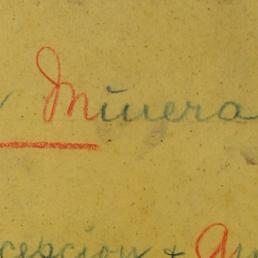 Minera
cepcion +